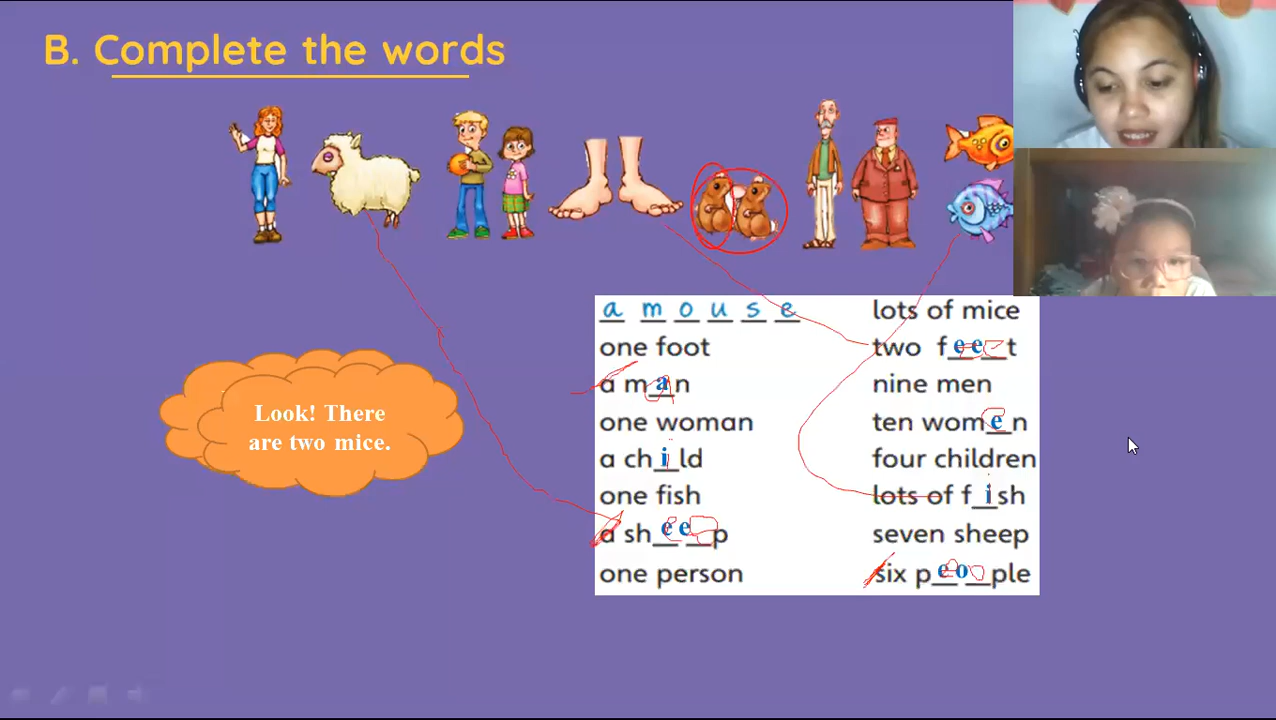 B. Complete the words
a m o u s e lots of mice
one foot two feet
a man nine men
one woman ten women
a child four children
one fish lots of fish
a sheep seven sheep
one person six people
Look! There
are two mice.